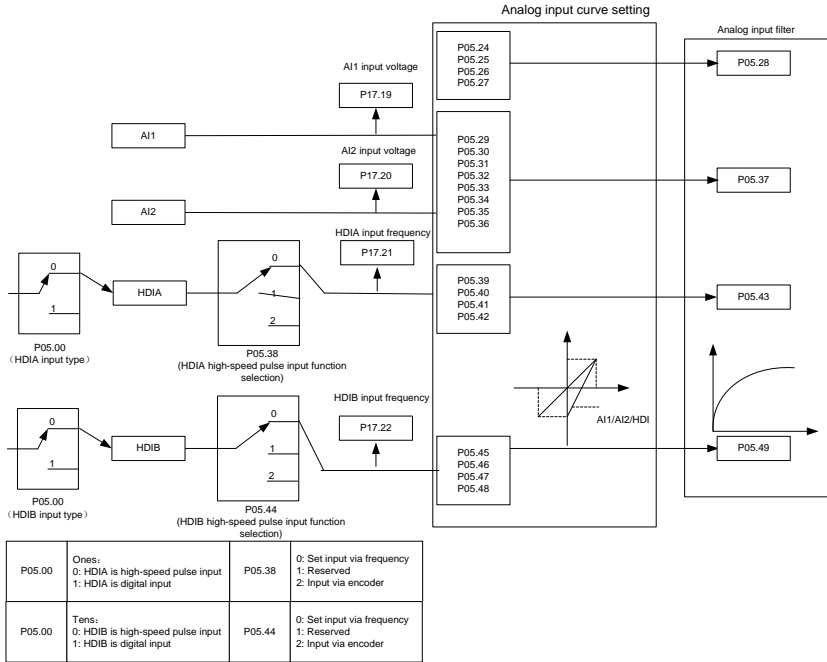 Analog input curve setting
Analog input filter
P05.24
P05.25
P05.26
P05.27
P05.28
AI1 input voltage
P17.19
AI1
AI2 input voltage
P17.20
AI2
P05.29
P05.30
P05.31
P05.32
P05.33
P05.34
P05.35
P05.36
P05.37
HDIA input frequency
P17.21
0
1
HDIA
0
1
2
P05.00
（HDIA input type）
P05.38
(HDIA high-speed pulse input function
selection)
P05.39
P05.40
P05.41
P05.42
P05.43
AI1/AI2/HDI
HDIB input frequency
P17.22
0
1
HDIB
0
1
2
P05.00
（HDIB input type）
P05.44
(HDIB high-speed pulse input function
selection)
P05.45
P05.46
P05.47
P05.48
P05.49
P05.00
Ones：
0: HDIA is high-speed pulse input
1: HDIA is digital input
P05.38
0: Set input via frequency
1: Reserved
2: Input via encoder
P05.00
Tens：
0: HDIB is high-speed pulse input
1: HDIB is digital input
P05.44
0: Set input via frequency
1: Reserved
2: Input via encoder